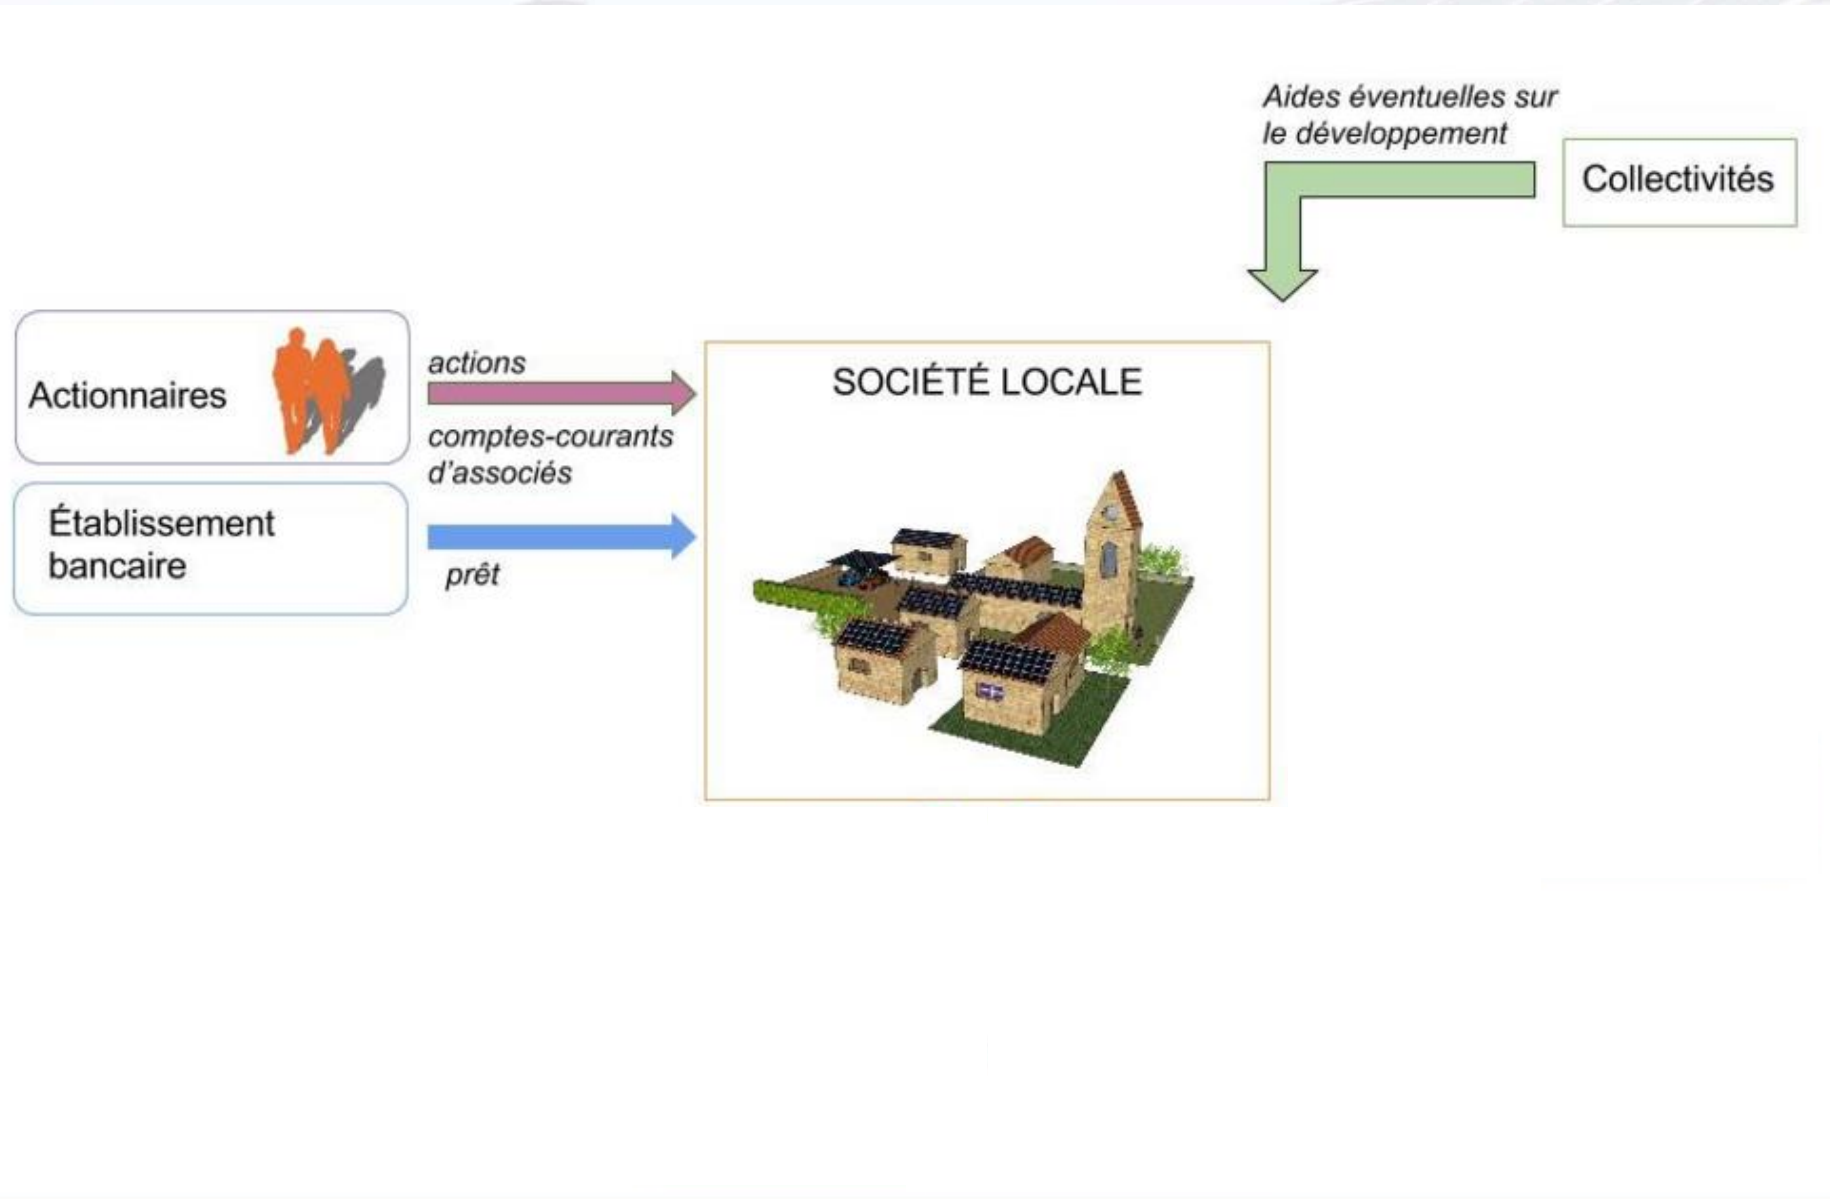 Aides éventuelles sur
le développement
Collectivités
Actionnaires
actions
comptes-courants
d'associés
Établissement
bancaire
prêt
SOCIÉTÉ LOCALE